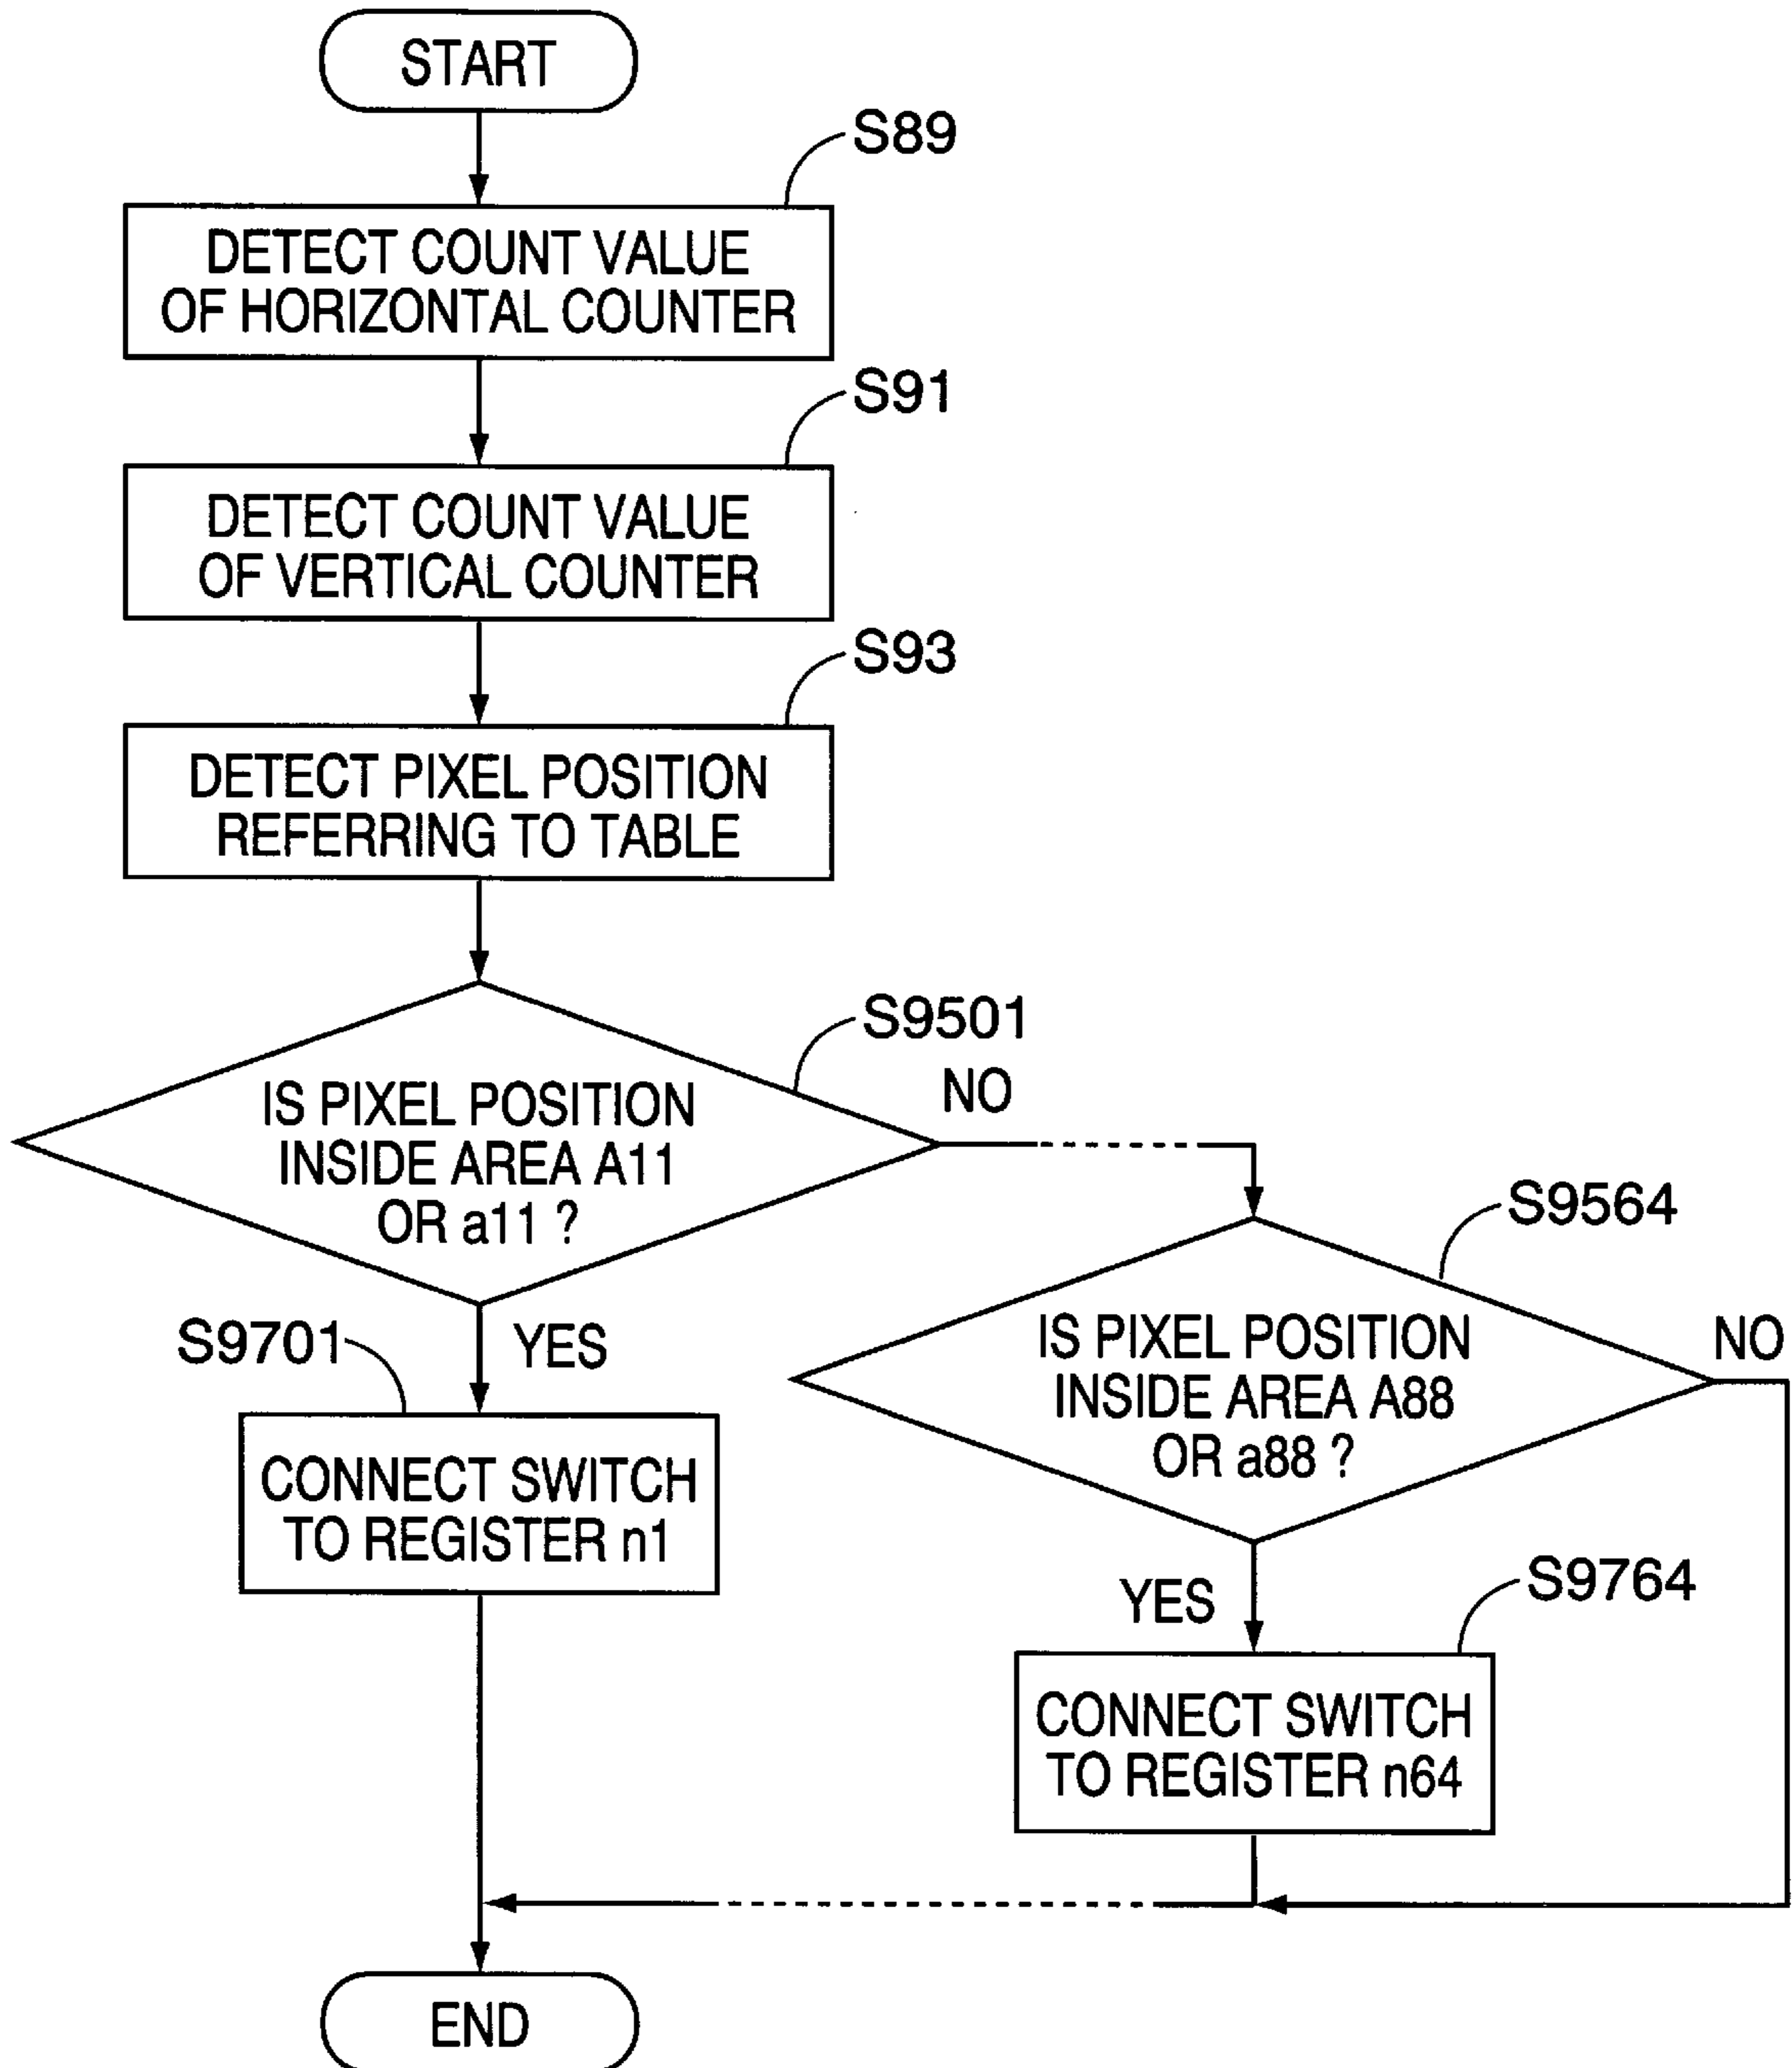 START
S89
DETECT COUNT VALUE
OF HORIZONTAL COUNTER
S91
DETECT COUNT VALUE
OF VERTICAL COUNTER
S93
DETECT PIXEL POSITION
REFERRING TO TABLE
S9501
IS PIXEL POSITION
INSIDE AREA A11
OR a11 ?
NO
S9564
IS PIXEL POSITION
INSIDE AREA A88
OR a88 ?
NO
S9701
YES
CONNECT SWITCH
TO REGISTER n1
YES
S9764
CONNECT SWITCH
TO REGISTER n64
END